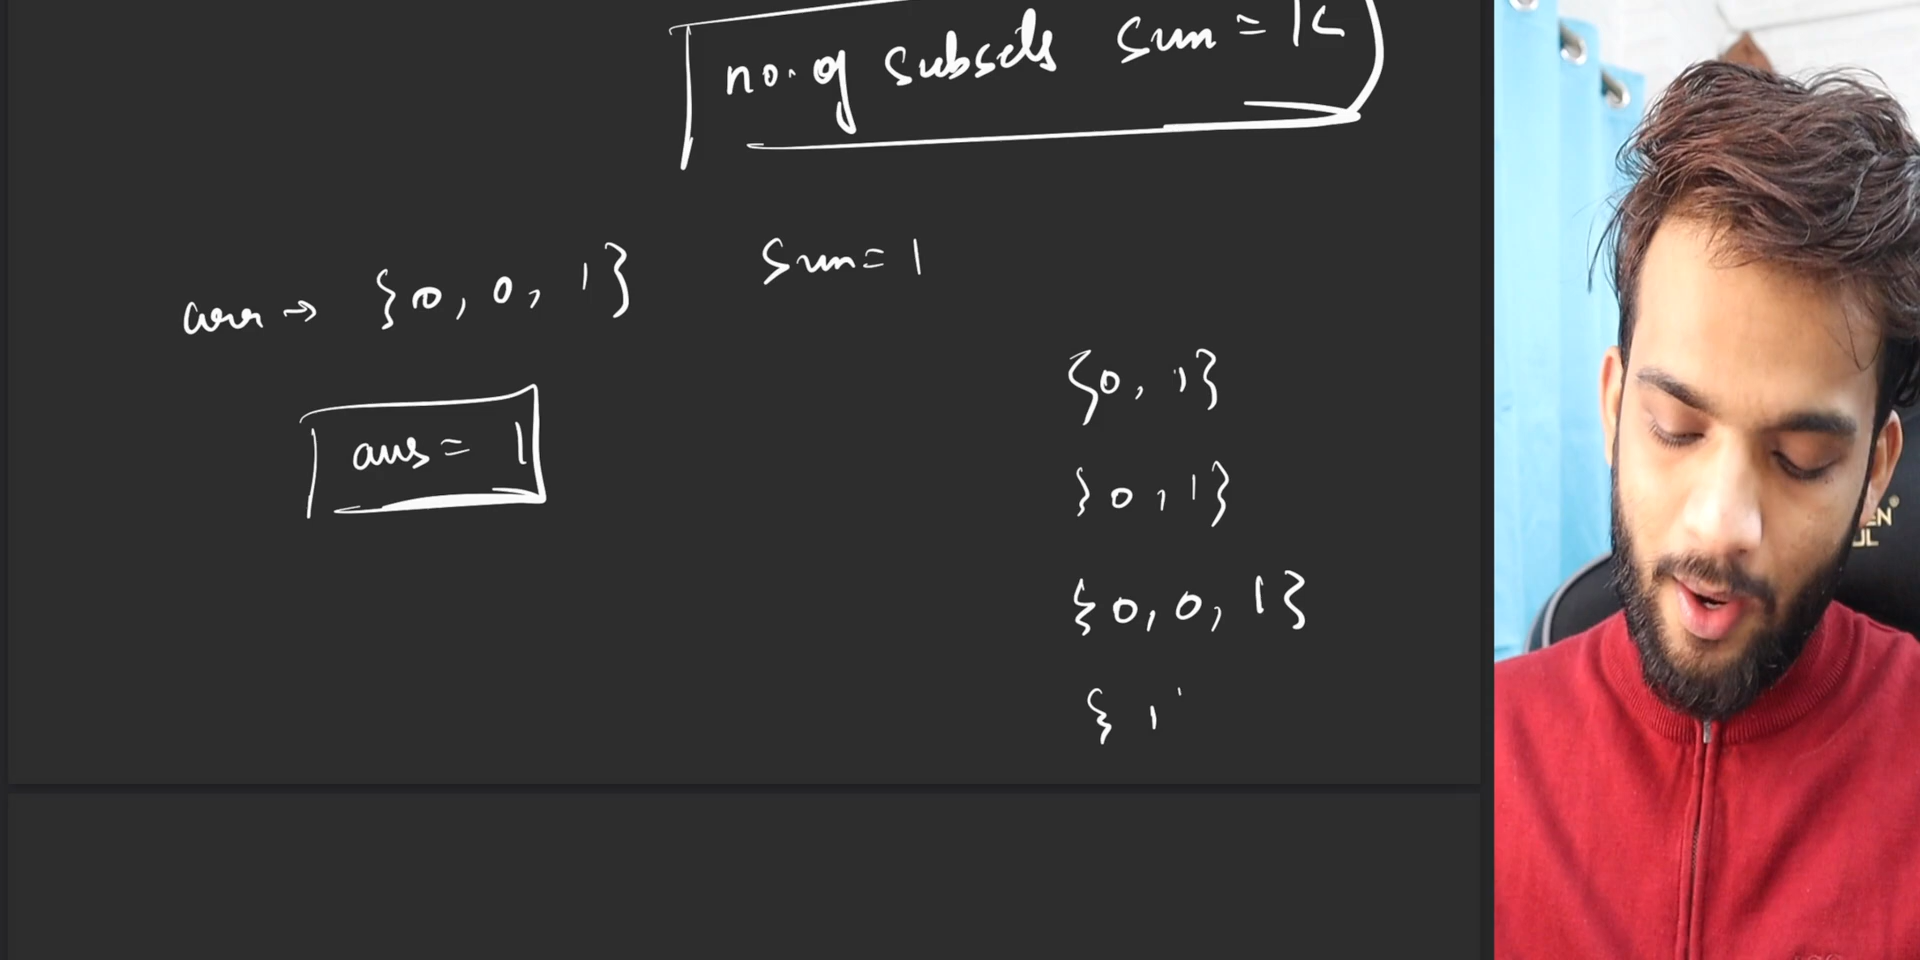 no. of subsets sum = K
arr → {0, 0, 1} sum = 1
ans = 1
{0, 1}
{0, 1}
{0, 0, 1}
{ 1